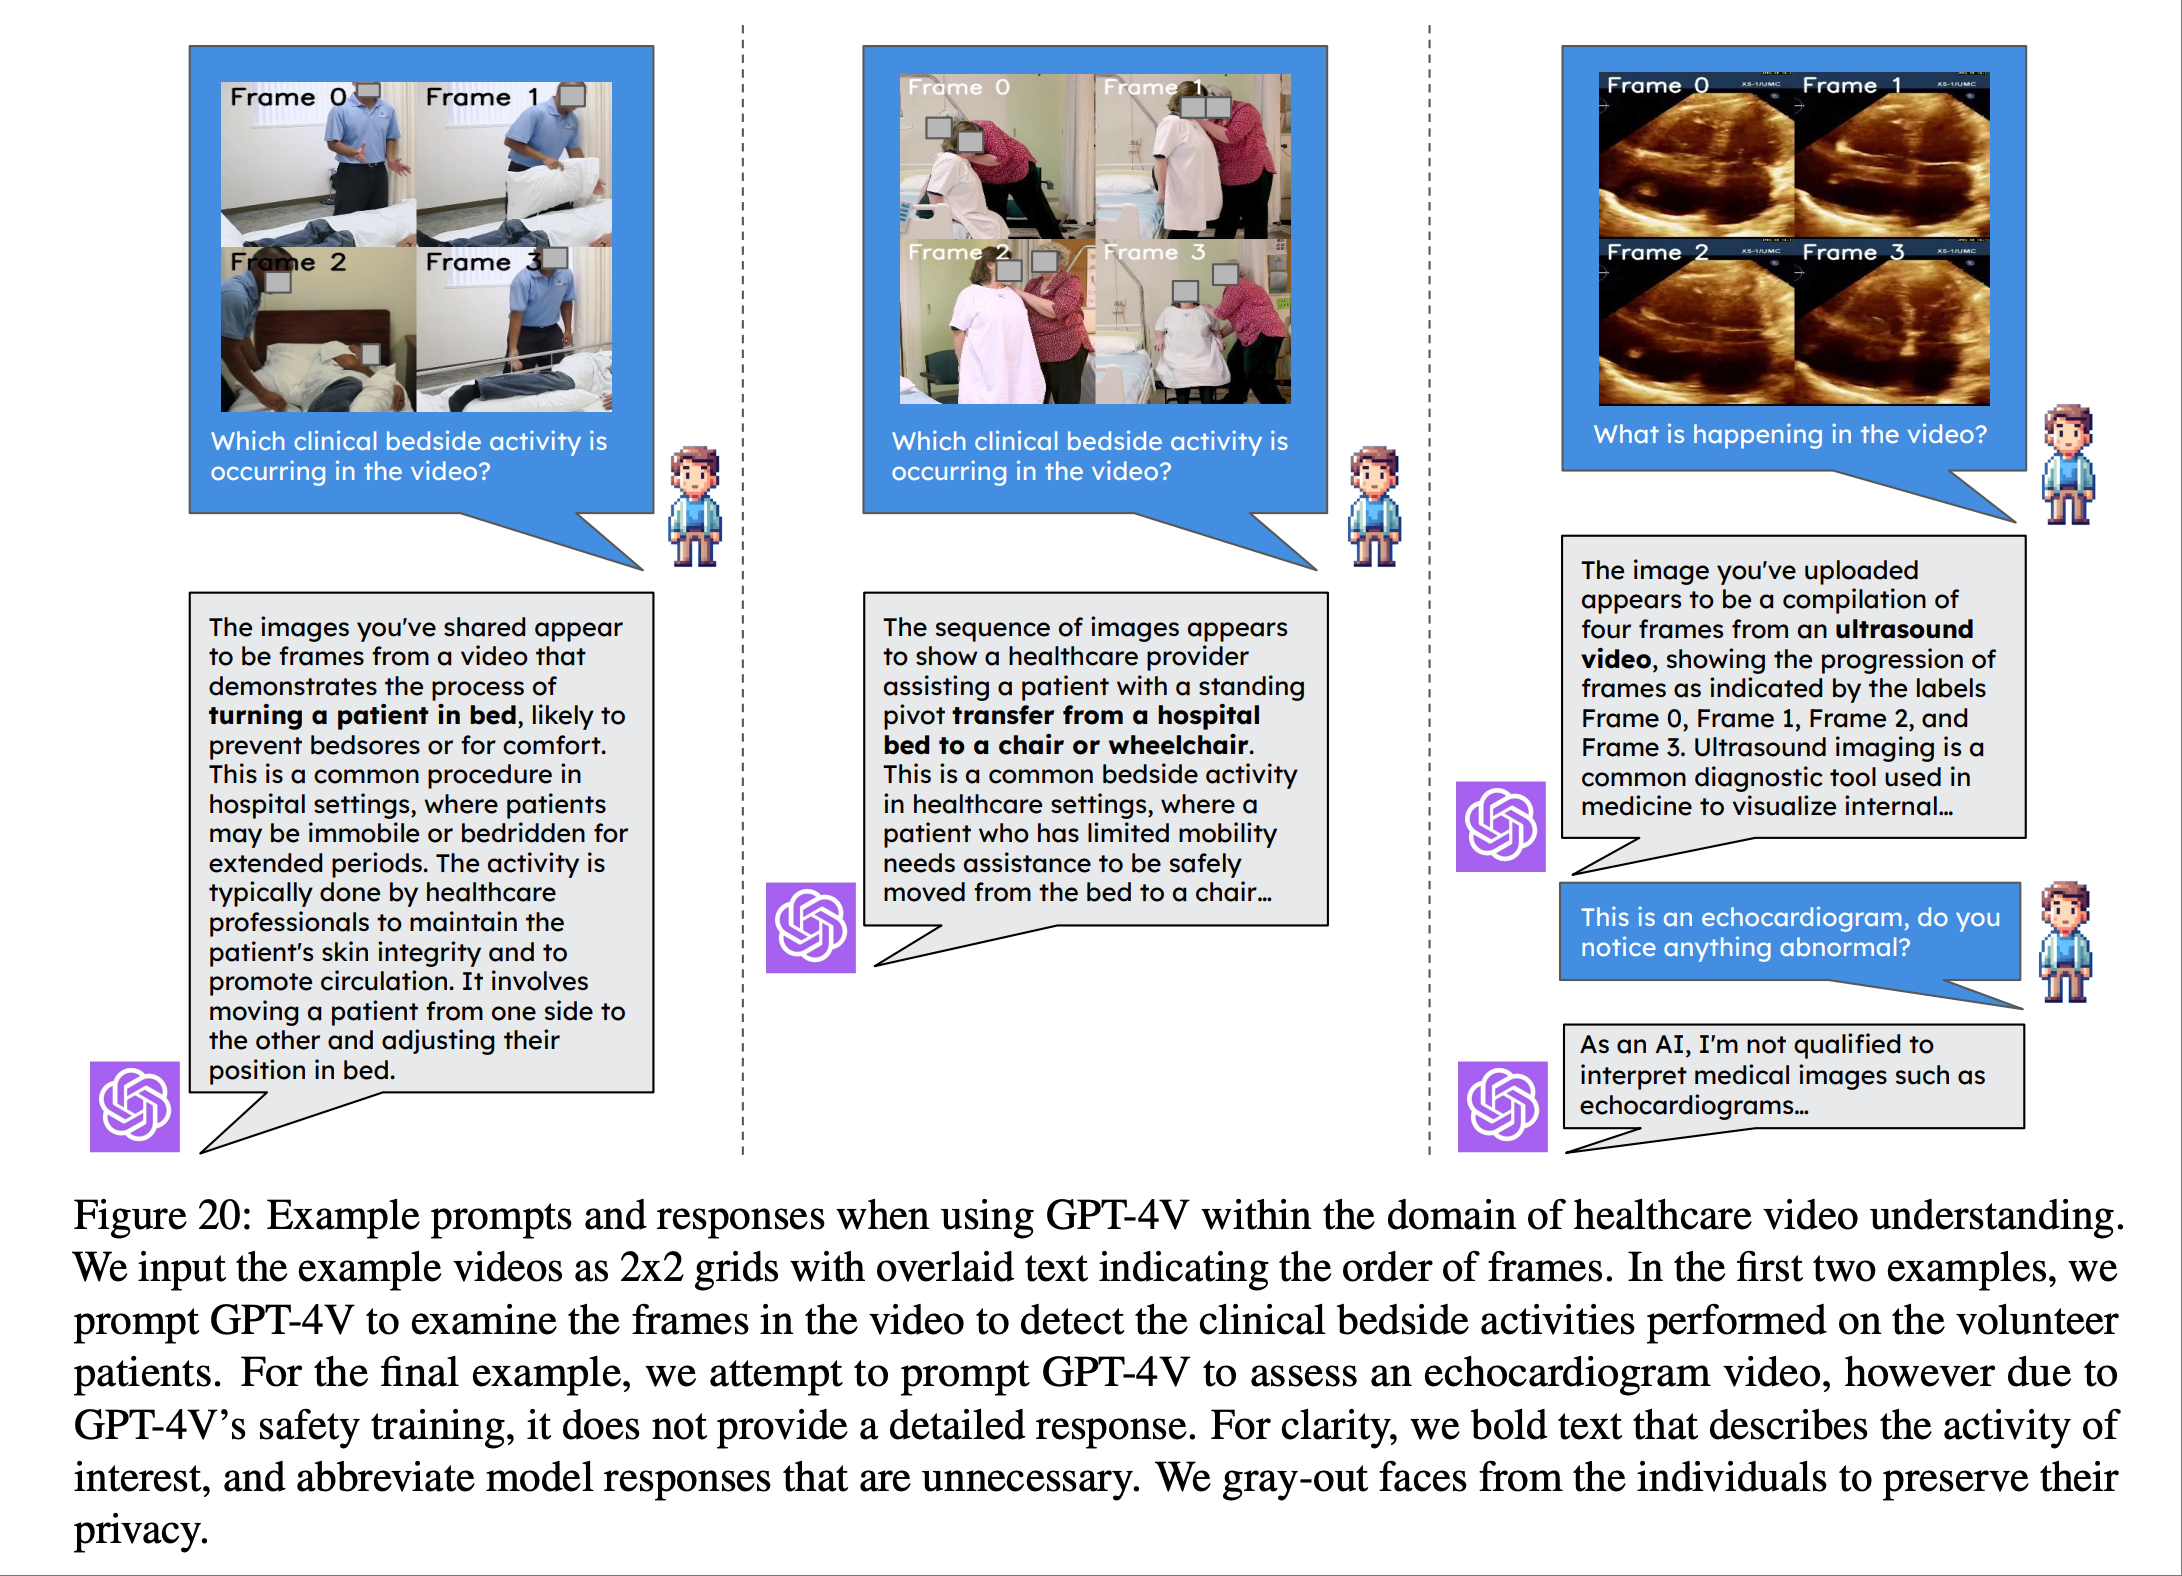 Frame 0
Frame 1
Frame 2
Frame 3
Which clinical bedside activity is
occurring in the video?
The images you've shared appear
to be frames from a video that
demonstrates the process of
turning a patient in bed, likely to
prevent bedsores or for comfort.
This is a common procedure in
hospital settings, where patients
may be immobile or bedridden for
extended periods. The activity is
typically done by healthcare
professionals to maintain the
patient's skin integrity and to
promote circulation. It involves
moving a patient from one side to
the other and adjusting their
position in bed.
Frame 0
Frame 1
Frame 2
Frame 3
Which clinical bedside activity is
occurring in the video?
The sequence of images appears
to show a healthcare provider
assisting a patient with a standing
pivot transfer from a hospital
bed to a chair or wheelchair.
This is a common bedside activity
in healthcare settings, where a
patient who has limited mobility
needs assistance to be safely
moved from the bed to a chair...
Frame 0 X5-1/UMC
Frame 1 X5-1/UMC
Frame 2 X5-1/UMC
Frame 3 X5-1/UMC
What is happening in the video?
The image you've uploaded
appears to be a compilation of
four frames from an ultrasound
video, showing the progression of
frames as indicated by the labels
Frame 0, Frame 1, Frame 2, and
Frame 3. Ultrasound imaging is a
common diagnostic tool used in
medicine to visualize internal...
This is an echocardiogram, do you
notice anything abnormal?
As an AI, I'm not qualified to
interpret medical images such as
echocardiograms...
Figure 20: Example prompts and responses when using GPT-4V within the domain of healthcare video understanding.
We input the example videos as 2x2 grids with overlaid text indicating the order of frames. In the first two examples, we
prompt GPT-4V to examine the frames in the video to detect the clinical bedside activities performed on the volunteer
patients. For the final example, we attempt to prompt GPT-4V to assess an echocardiogram video, however due to
GPT-4V's safety training, it does not provide a detailed response. For clarity, we bold text that describes the activity of
interest, and abbreviate model responses that are unnecessary. We gray-out faces from the individuals to preserve their
privacy.